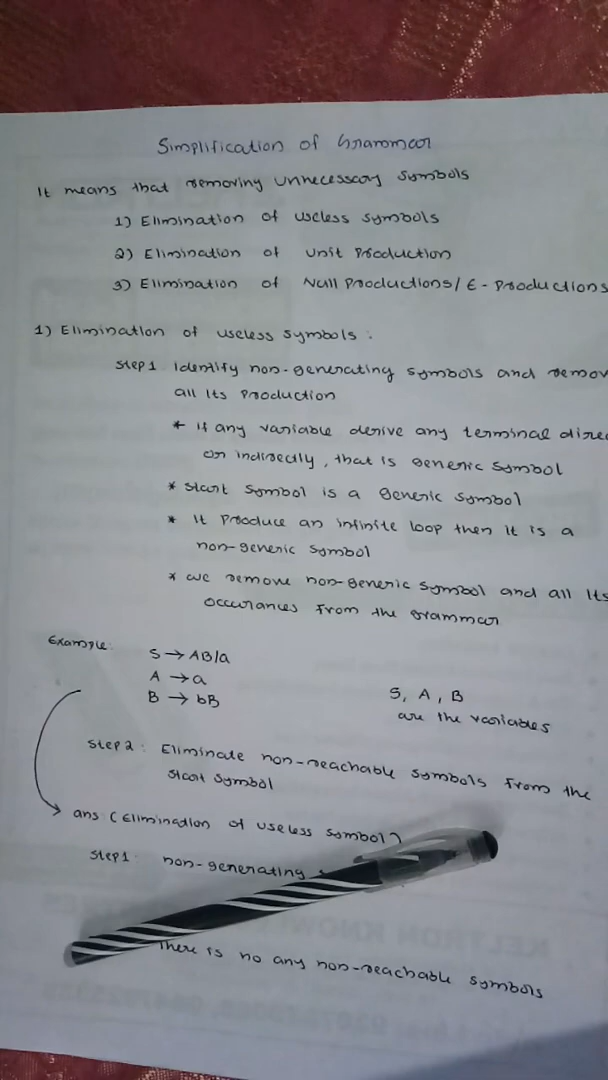 Simplification of Grammar
It means that removing unnecessary symbols
1) Elimination of useless symbols
2) Elimination of unit production
3) Elimination of Null productions/ ε - productions
1) Elimination of useless symbols :
Step1 identify non-generating symbols and remov
all its production
* if any variable derive any terminal direc
or indirectly, that is generic symbol
* start symbol is a generic symbol
* It produce an infinite loop then it is a
non-generic symbol
* we remove non-generic symbol and all its
occurances from the grammar
Example:
S → AB/a
A → a
B → bB
S, A, B
are the variables
Step 2 : Eliminate non-reachable symbols from the
start symbol
ans (Elimination of useless symbol)
Step1: non-generating
There is no any non-reachable symbols